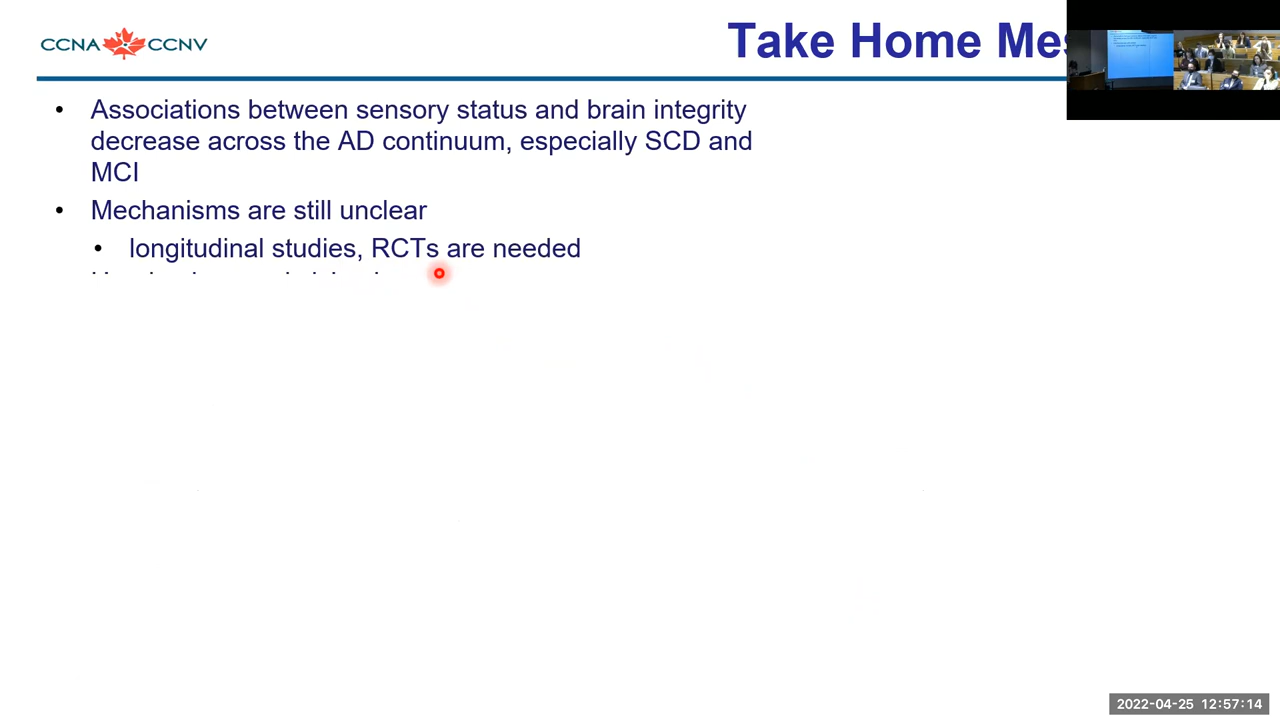 CCNA CCNV
Take Home Mes
• Associations between sensory status and brain integrity
decrease across the AD continuum, especially SCD and
MCI
• Mechanisms are still unclear
• longitudinal studies, RCTs are needed
2022-04-25 12:57:14